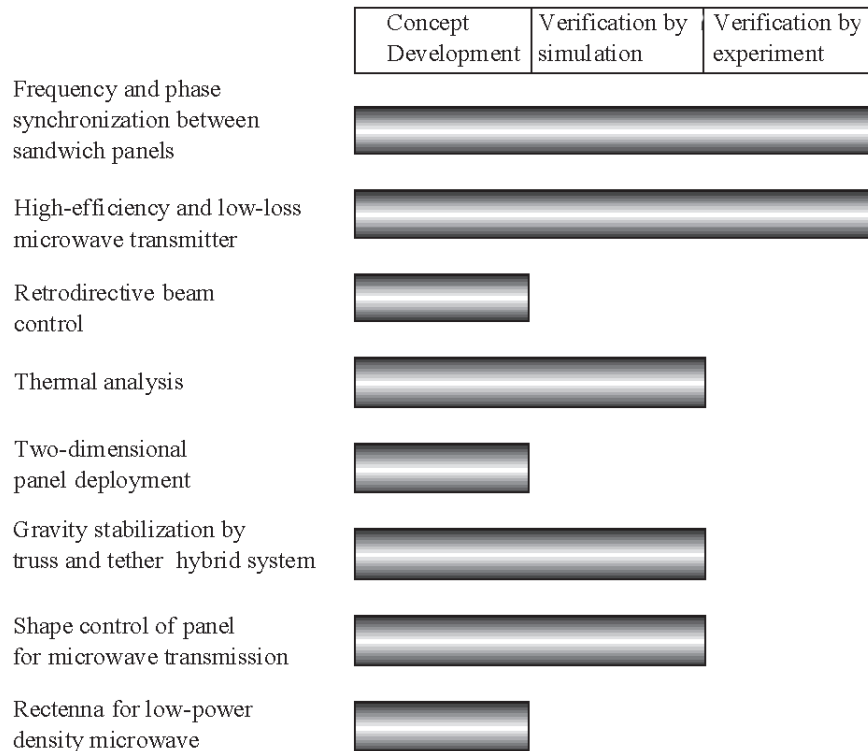 Concept
Development
Verification by
simulation
Verification by
experiment
Frequency and phase
synchronization between
sandwich panels
High-efficiency and low-loss
microwave transmitter
Retrodirective beam
control
Thermal analysis
Two-dimensional
panel deployment
Gravity stabilization by
truss and tether hybrid system
Shape control of panel
for microwave transmission
Rectenna for low-power
density microwave